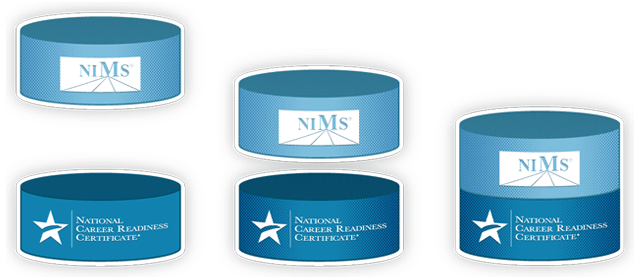 NIMS®
NIMS®
NIMS®
NATIONAL
CAREER READINESS
CERTIFICATE®
NATIONAL
CAREER READINESS
CERTIFICATE®
NATIONAL
CAREER READINESS
CERTIFICATE®